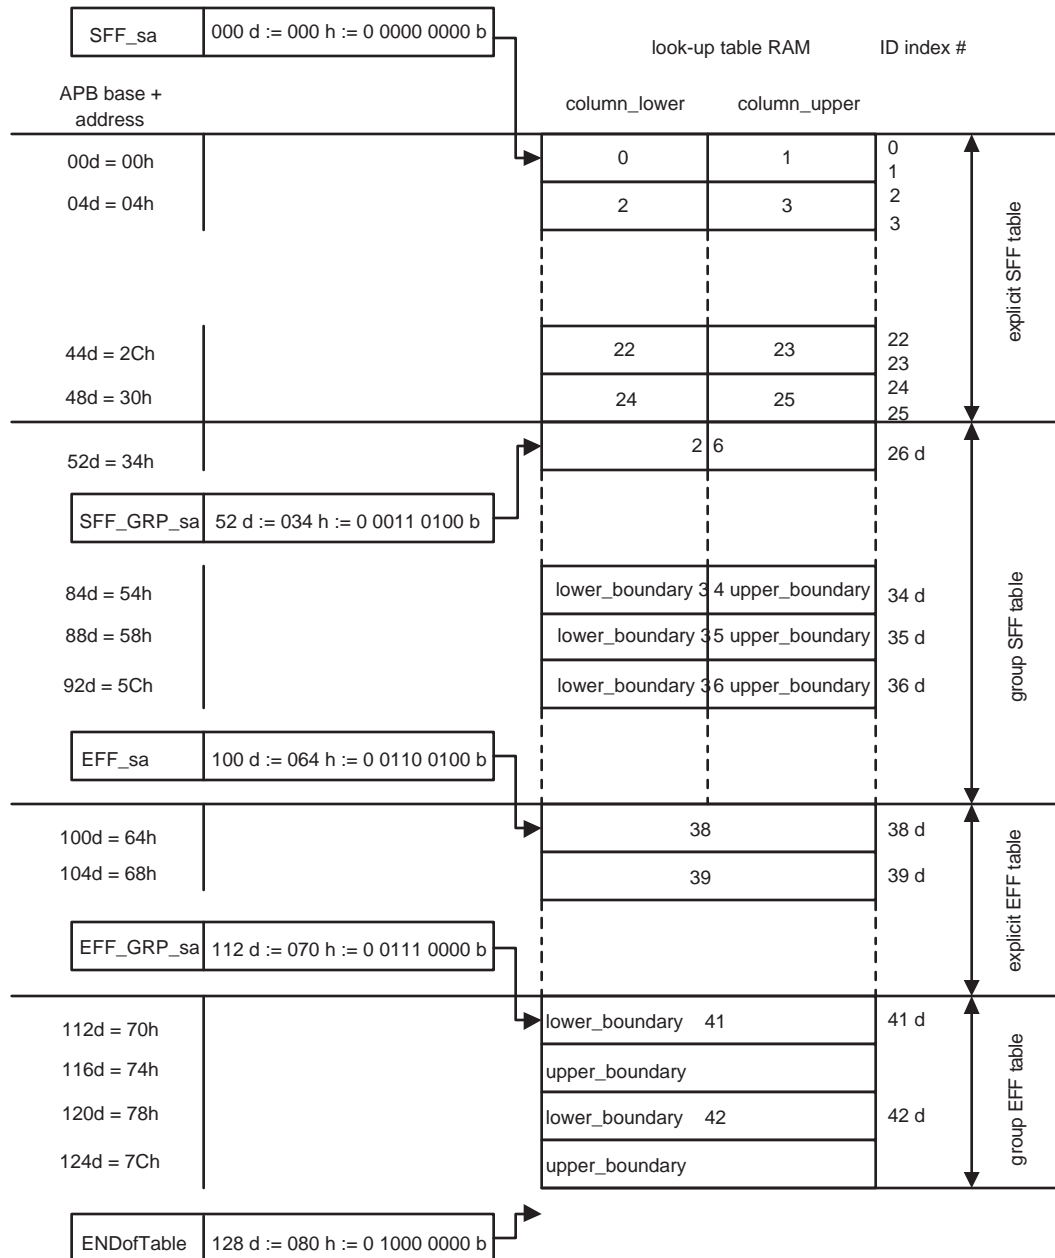 SFF_sa 000 d := 000 h := 0 0000 0000 b
look-up table RAM ID index #
APB base +
address
column_lower column_upper
00d = 00h 0 1 0
1
04d = 04h 2 3 2
3
explicit SFF table
44d = 2Ch 22 23 22
23
48d = 30h 24 25 24
25
52d = 34h 2 6 26 d
SFF_GRP_sa 52 d := 034 h := 0 0011 0100 b
84d = 54h lower_boundary 3 4 upper_boundary 34 d
88d = 58h lower_boundary 3 5 upper_boundary 35 d
92d = 5Ch lower_boundary 3 6 upper_boundary 36 d
group SFF table
EFF_sa 100 d := 064 h := 0 0110 0100 b
100d = 64h 38 38 d
104d = 68h 39 39 d
explicit EFF table
EFF_GRP_sa 112 d := 070 h := 0 0111 0000 b
112d = 70h lower_boundary 41 41 d
116d = 74h upper_boundary
120d = 78h lower_boundary 42 42 d
124d = 7Ch upper_boundary
group EFF table
ENDofTable 128 d := 080 h := 0 1000 0000 b